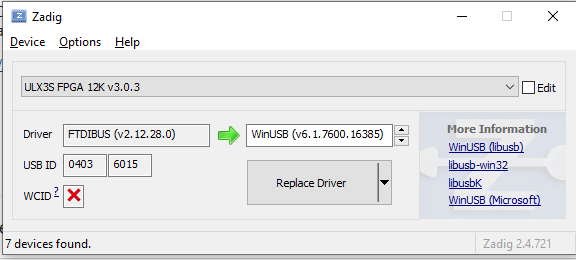 Zadig
Device Options Help
ULX3S FPGA 12K v3.0.3 Edit
Driver FTDIBUS (v2.12.28.0) WinUSB (v6.1.7600.16385)
USB ID 0403 6015
WCID ?
Replace Driver
More Information
WinUSB (libusb)
libusb-win32
libusbK
WinUSB (Microsoft)
7 devices found. Zadig 2.4.721